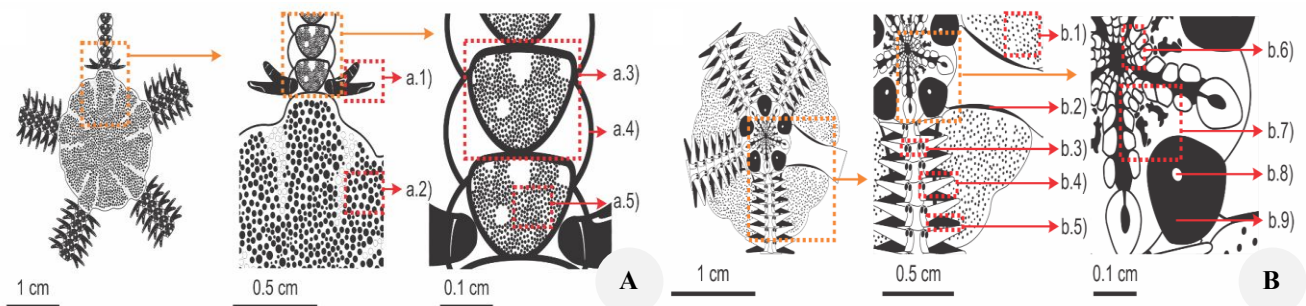 a.1)
a.2)
a.3)
a.4)
a.5)
1 cm
0.5 cm
0.1 cm
A
b.1)
b.2)
b.3)
b.4)
b.5)
b.6)
b.7)
b.8)
b.9)
1 cm
0.5 cm
0.1 cm
B